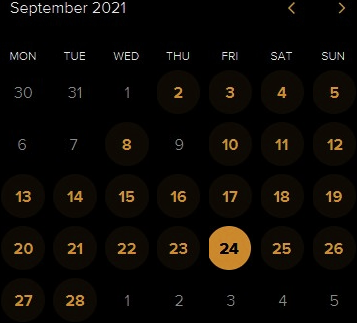 September 2021 < >
MON TUE WED THU FRI SAT SUN
30 31 1 2 3 4 5
6 7 8 9 10 11 12
13 14 15 16 17 18 19
20 21 22 23 24 25 26
27 28 1 2 3 4 5